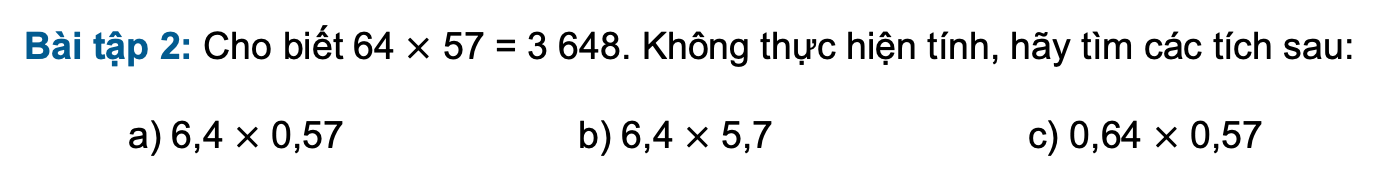 Bài tập 2: Cho biết 64 × 57 = 3 648. Không thực hiện tính, hãy tìm các tích sau:
a) 6,4 × 0,57 b) 6,4 × 5,7 c) 0,64 × 0,57